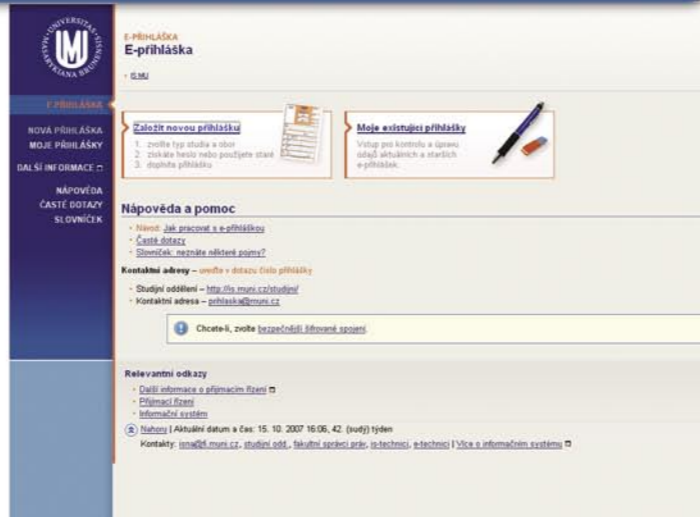 UNIVERSITAS MASARYKIANA BRUNENSIS
E-PŘIHLÁŠKA
E-přihláška
IS MU
E-PŘIHLÁŠKA
NOVÁ PŘIHLÁŠKA
MOJE PŘIHLÁŠKY
DALŠÍ INFORMACE
NÁPOVĚDA
ČASTÉ DOTAZY
SLOVNÍČEK
Založit novou přihlášku
1. zvolíte typ studia a obor
2. získáte heslo nebo použijete staré
3. doplníte přihlášku
Moje existující přihlášky
Vstup pro kontrolu a úpravu
údajů aktuálních a starších
e-přihlášek.
Nápověda a pomoc
Návod: Jak pracovat s e-přihláškou
Časté dotazy
Slovníček: neznáte některé pojmy?
Kontaktní adresy – uveďte v dotazu číslo přihlášky
Studijní oddělení – http://is.muni.cz/studijni/
Kontaktní adresa – prihlaska@muni.cz
Chcete-li, zvolte bezpečnější šifrované spojení.
Relevantní odkazy
Další informace o přijímacím řízení
Přijímací řízení
Informační systém
Nahoru | Aktuální datum a čas: 15. 10. 2007 16:06, 42. (sudý) týden
Kontakty: isna@fi.muni.cz, studijní odd., fakultní správci práv, is-technici, e-technici | Více o informačním systému